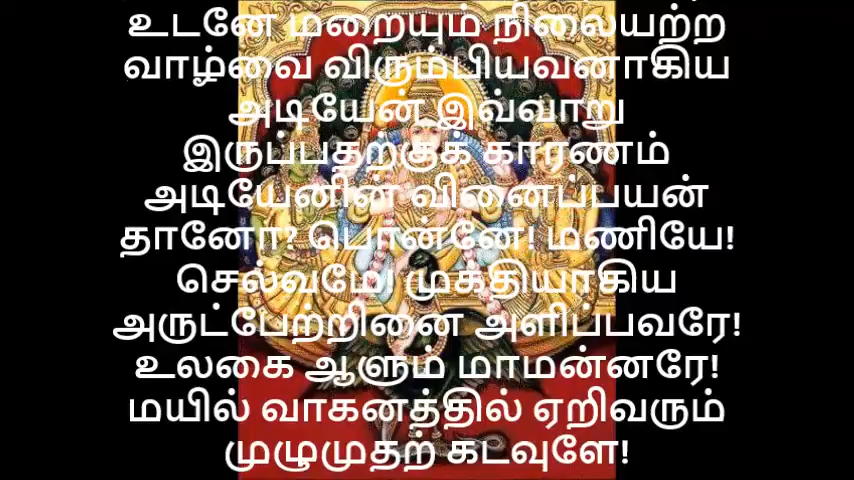 உடனே மறையும் நிலையற்ற
வாழ்வை விரும்பியவனாகிய
அடியேன் இவ்வாறு
இருப்பதற்குக் காரணம்
அடியேனின் வினைப்பயன்
தானோ? பொன்னே! மணியே!
செல்வமே! முக்தியாகிய
அருட்பேற்றினை அளிப்பவரே!
உலகை ஆளும் மாமன்னரே!
மயில் வாகனத்தில் ஏறிவரும்
முழுமுதற் கடவுளே!